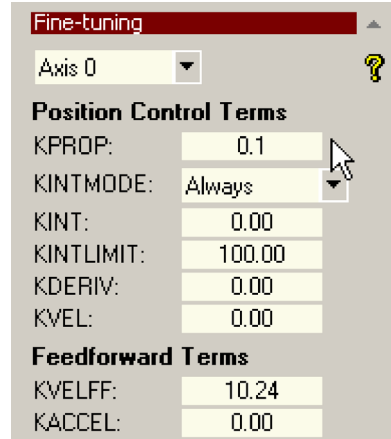 Fine-tuning
Axis 0
Position Control Terms
KPROP: 0.1
KINTMODE: Always
KINT: 0.00
KINTLIMIT: 100.00
KDERIV: 0.00
KVEL: 0.00
Feedforward Terms
KVELFF: 10.24
KACCEL: 0.00